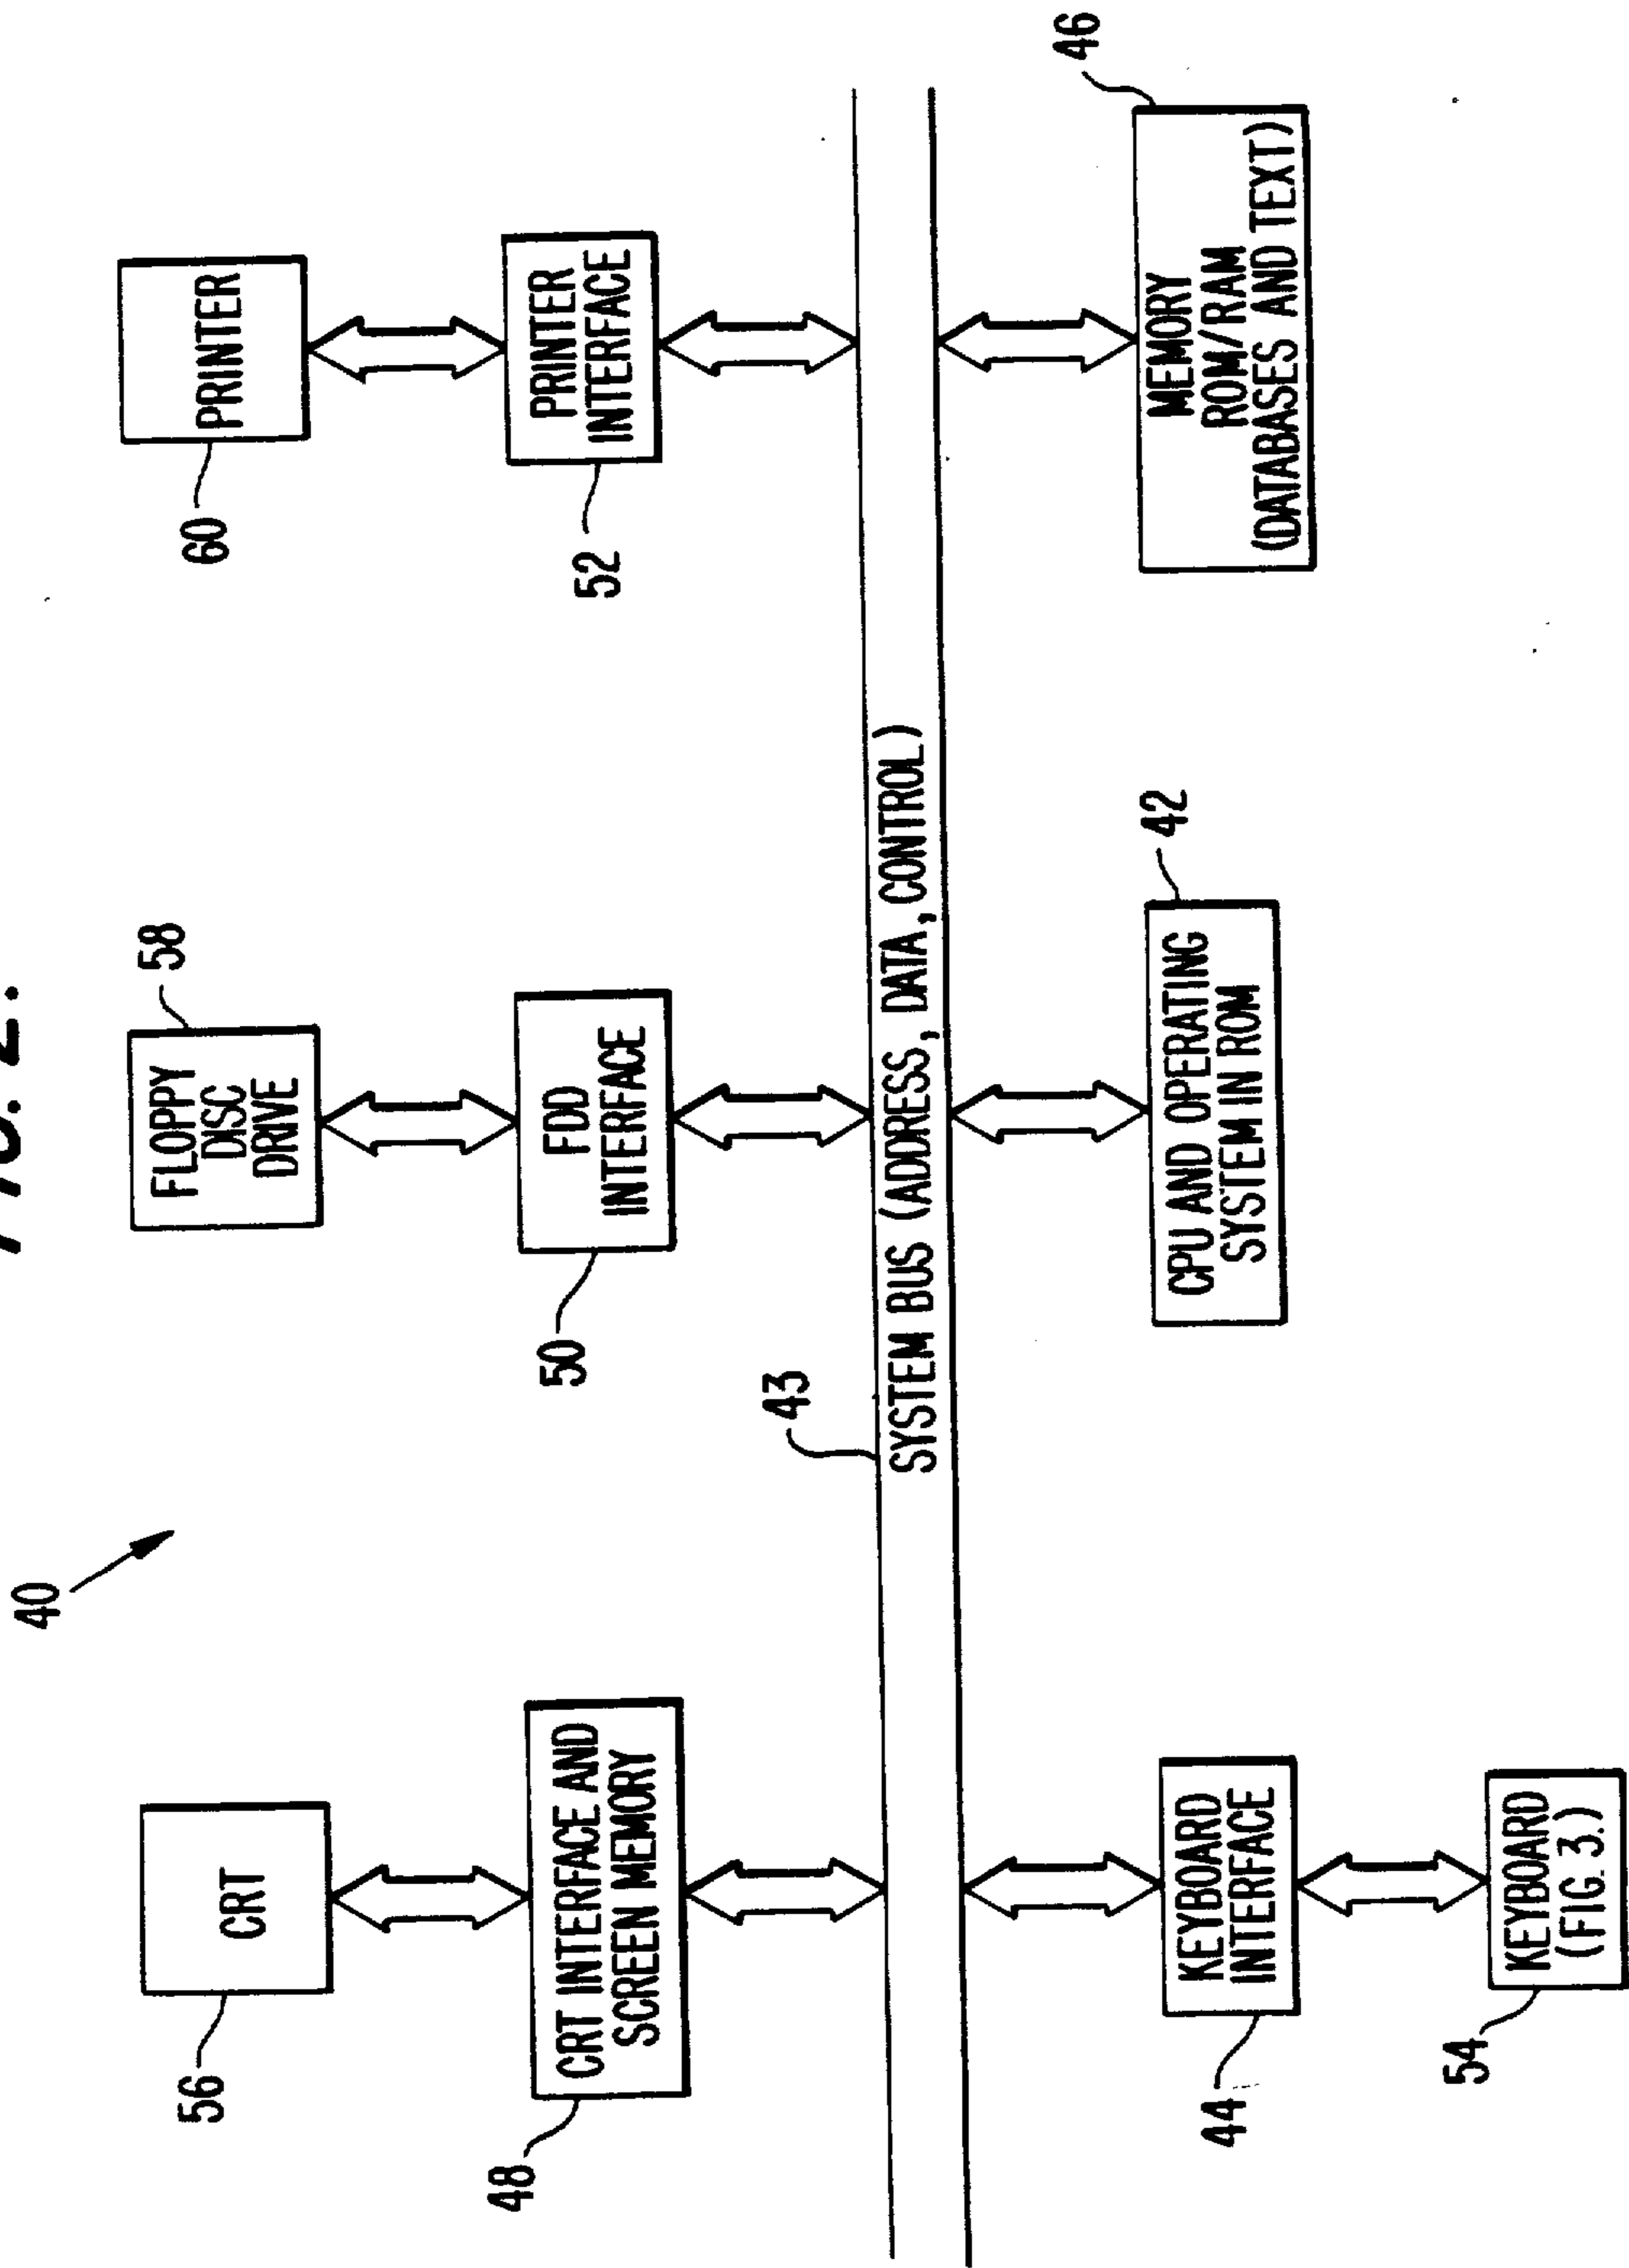 FIG. 2.
40
56
CRT
48
CRT INTERFACE AND
SCREEN MEMORY
58
FLOPPY
DISC
DRIVE
50
FDD
INTERFACE
60
PRINTER
52
PRINTER
INTERFACE
43
SYSTEM BUS (ADDRESS, DATA, CONTROL)
44
KEYBOARD
INTERFACE
54
KEYBOARD
(FIG. 3.)
42
CPU AND OPERATING
SYSTEM IN ROM
46
MEMORY
ROM/RAM
(DATABASES AND TEXT)